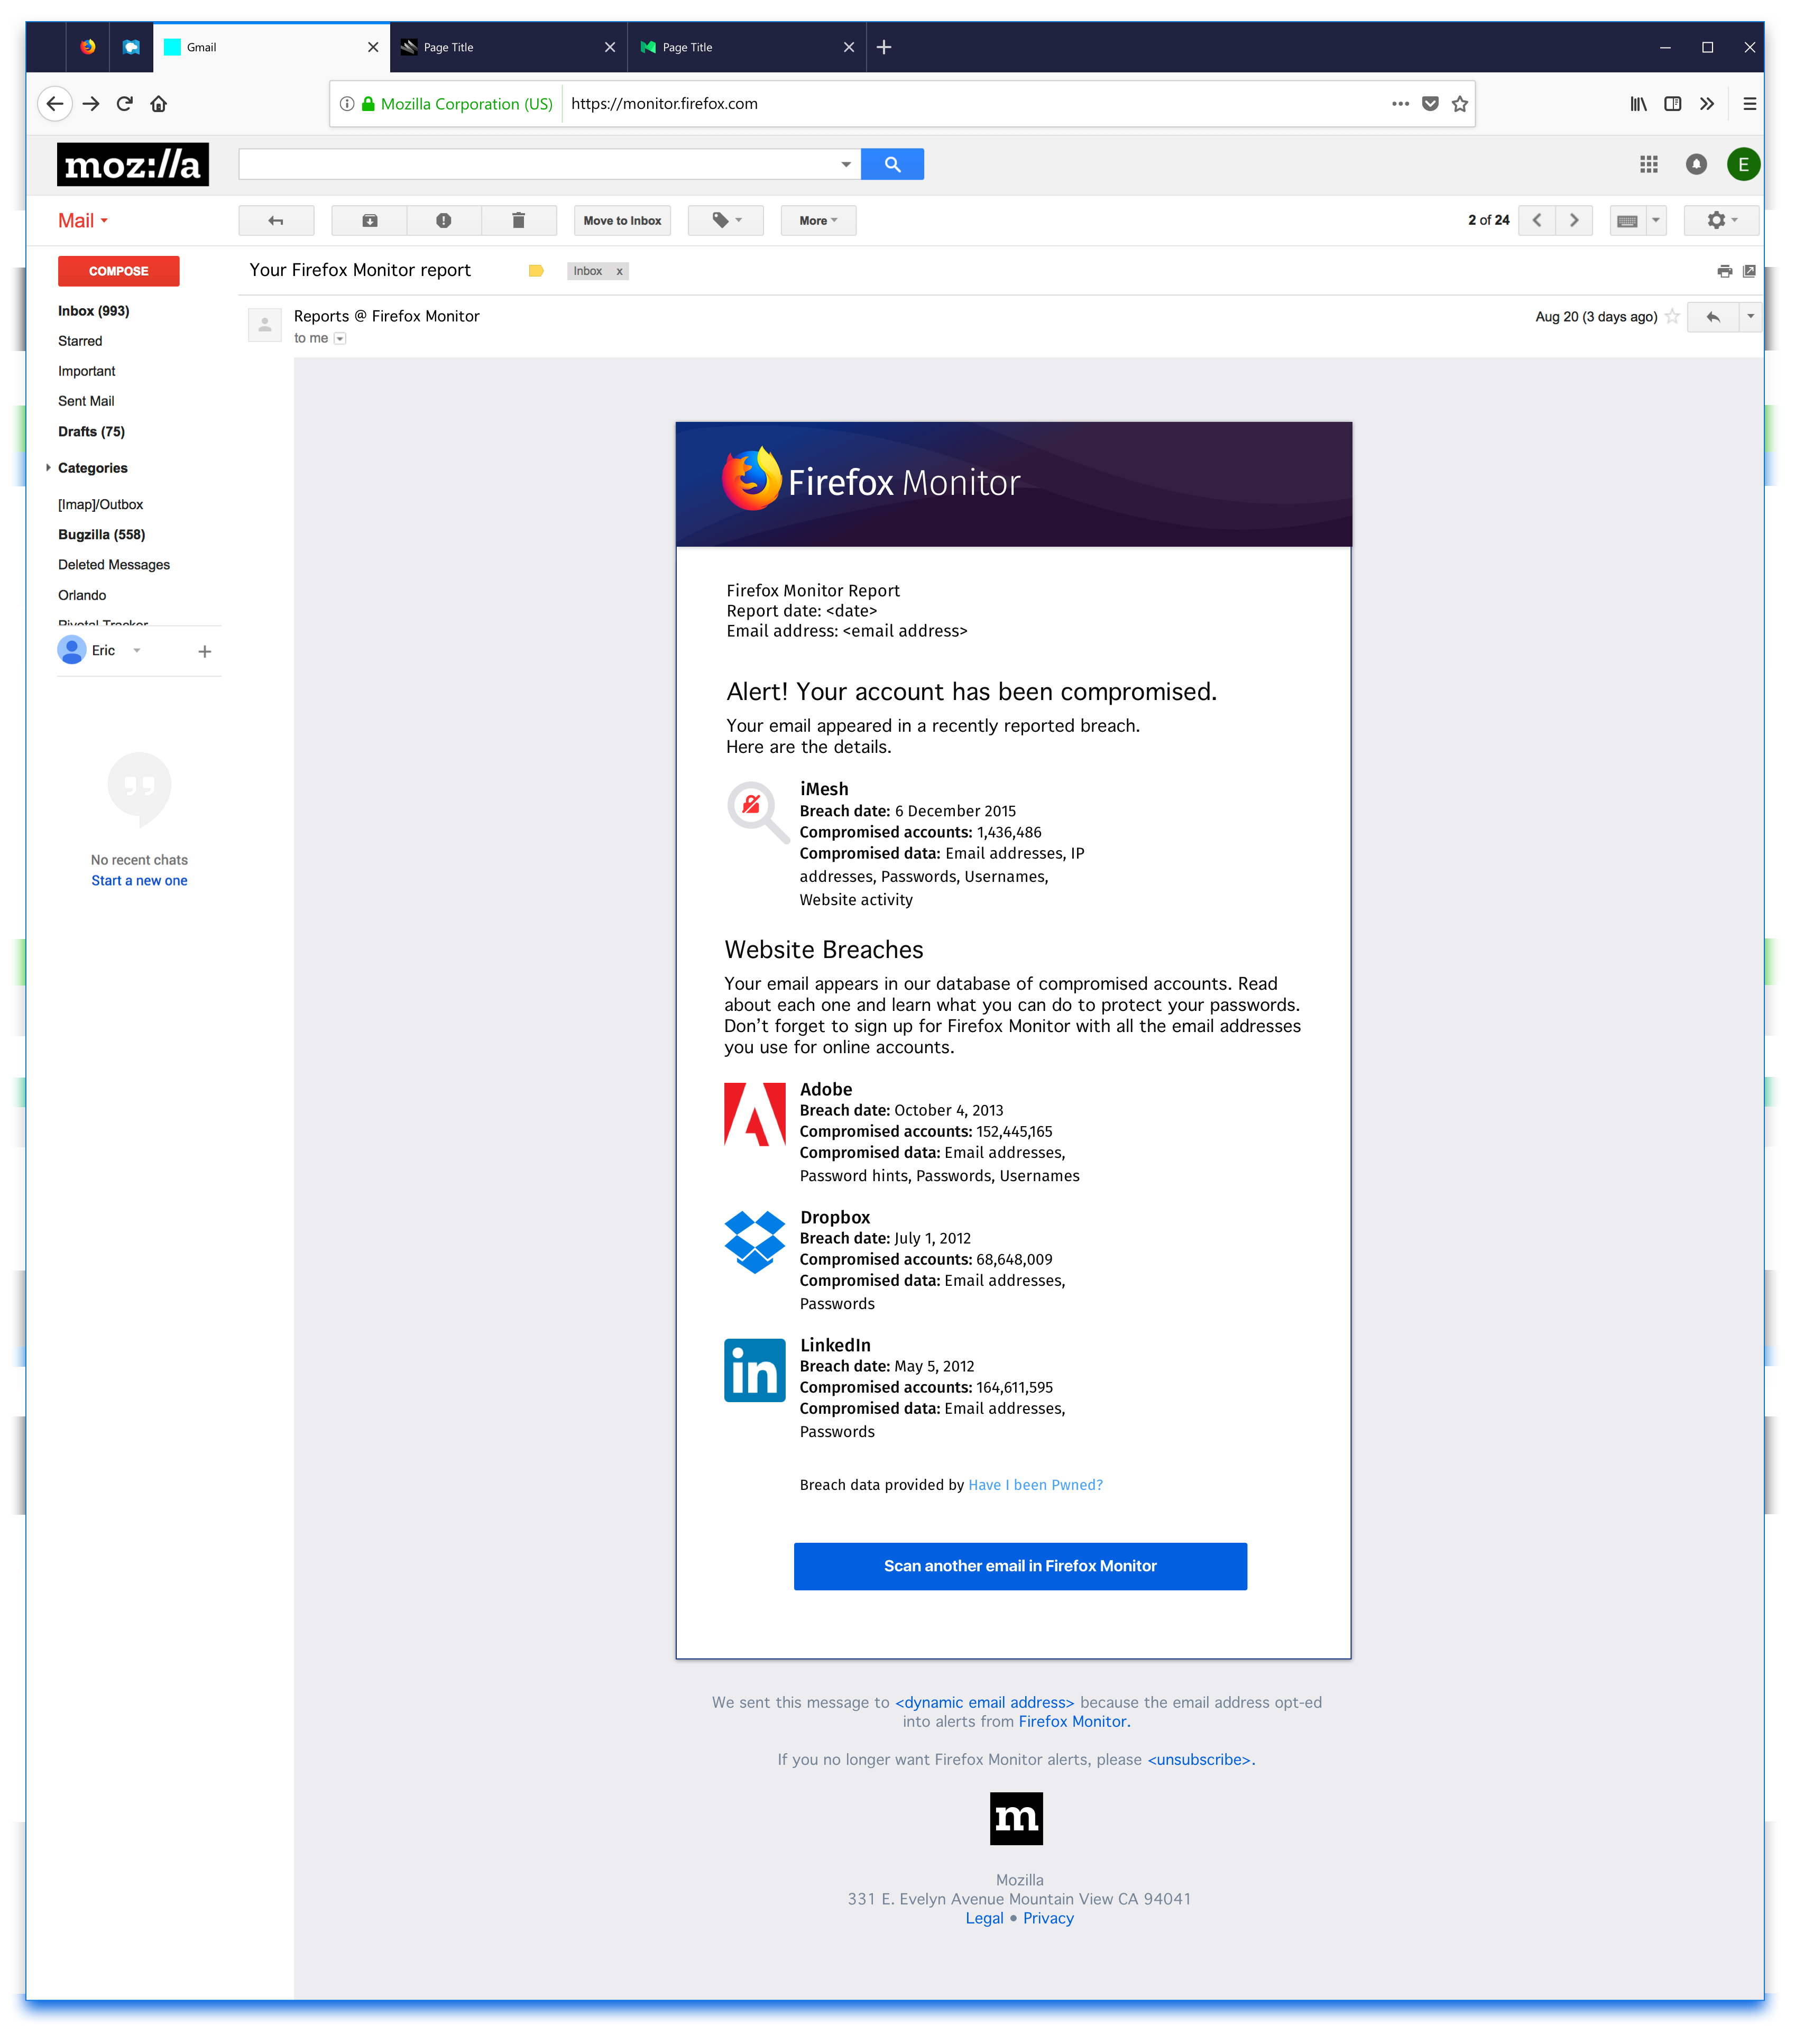 Gmail
Page Title
Page Title
Mozilla Corporation (US)
https://monitor.firefox.com
moz://a
E
Mail
Move to Inbox
More
2 of 24
COMPOSE
Your Firefox Monitor report
Inbox x
Inbox (993)
Starred
Important
Sent Mail
Drafts (75)
Categories
[Imap]/Outbox
Bugzilla (558)
Deleted Messages
Orlando
Pivotal Tracker
Eric
No recent chats
Start a new one
Reports @ Firefox Monitor
to me
Aug 20 (3 days ago)
Firefox Monitor
Firefox Monitor Report
Report date: <date>
Email address: <email address>
Alert! Your account has been compromised.
Your email appeared in a recently reported breach.
Here are the details.
iMesh
Breach date: 6 December 2015
Compromised accounts: 1,436,486
Compromised data: Email addresses, IP
addresses, Passwords, Usernames,
Website activity
Website Breaches
Your email appears in our database of compromised accounts. Read
about each one and learn what you can do to protect your passwords.
Don’t forget to sign up for Firefox Monitor with all the email addresses
you use for online accounts.
Adobe
Breach date: October 4, 2013
Compromised accounts: 152,445,165
Compromised data: Email addresses,
Password hints, Passwords, Usernames
Dropbox
Breach date: July 1, 2012
Compromised accounts: 68,648,009
Compromised data: Email addresses,
Passwords
in
LinkedIn
Breach date: May 5, 2012
Compromised accounts: 164,611,595
Compromised data: Email addresses,
Passwords
Breach data provided by Have I been Pwned?
Scan another email in Firefox Monitor
We sent this message to <dynamic email address> because the email address opt-ed
into alerts from Firefox Monitor.
If you no longer want Firefox Monitor alerts, please <unsubscribe>.
m
Mozilla
331 E. Evelyn Avenue Mountain View CA 94041
Legal • Privacy